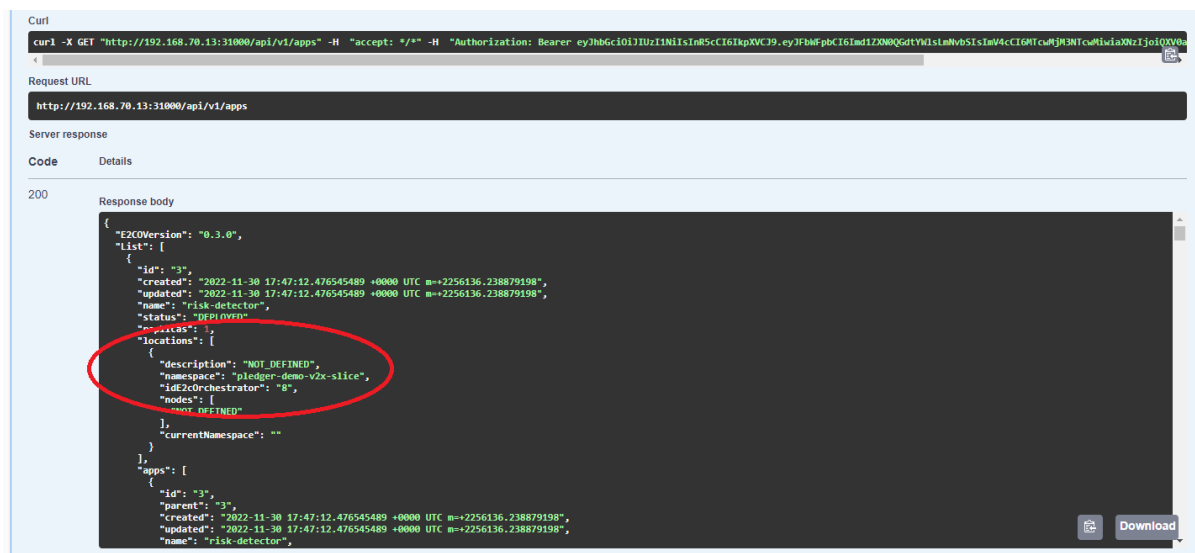 Curl
curl -X GET "http://192.168.70.13:31000/api/v1/apps" -H "accept: */*" -H "Authorization: Bearer
Request URL
http://192.168.70.13:31000/api/v1/apps
Server response
Code Details
200
Response body
{
"E2COVersion": "0.3.0",
"List": [
{
"id": "3",
"created": "2022-11-30 17:47:12.476545489 +0000 UTC m=+2256136.238879198",
"updated": "2022-11-30 17:47:12.476545489 +0000 UTC m=+2256136.238879198",
"name": "risk-detector",
"status": "DEPLOYED"
"replicas": 1,
"locations": [
{
"description": "NOT_DEFINED",
"namespace": "pledger-demo-v2x-slice",
"idE2cOrchestrator": "8",
"nodes": [
"NOT_DEFINED"
],
"currentNamespace": ""
}
],
"apps": [
{
"id": "3",
"parent": "3",
"created": "2022-11-30 17:47:12.476545489 +0000 UTC m=+2256136.238879198",
"updated": "2022-11-30 17:47:12.476545489 +0000 UTC m=+2256136.238879198",
"name": "risk-detector",
Download